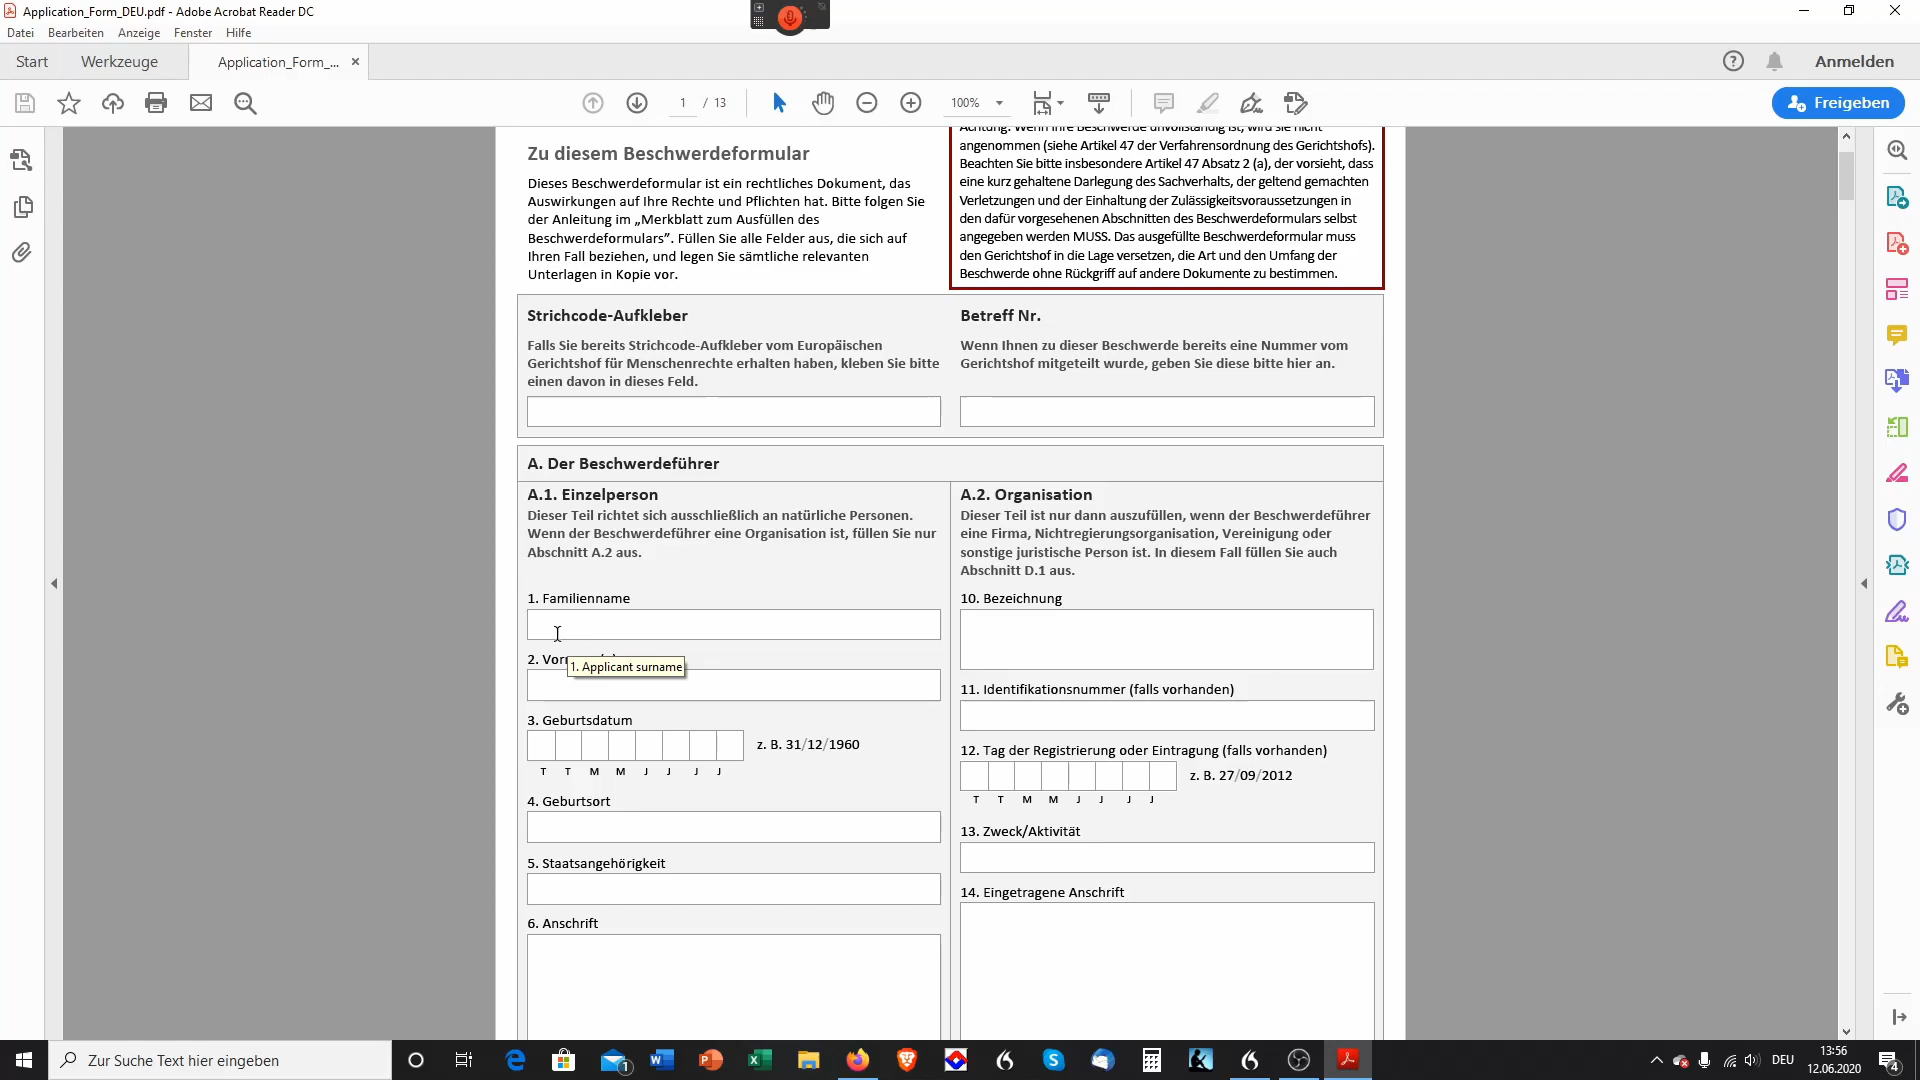 Application_Form_DEU.pdf - Adobe Acrobat Reader DC
Datei Bearbeiten Anzeige Fenster Hilfe
Start Werkzeuge Application_Form_... × Anmelden
1 / 13 100% Freigeben
Achtung: Wenn Ihre Beschwerde unvollständig ist, wird sie nicht
angenommen (siehe Artikel 47 der Verfahrensordnung des Gerichtshofs).
Beachten Sie bitte insbesondere Artikel 47 Absatz 2 (a), der vorsieht, dass
eine kurz gehaltene Darlegung des Sachverhalts, der geltend gemachten
Verletzungen und der Einhaltung der Zulässigkeitsvoraussetzungen in
den dafür vorgesehenen Abschnitten des Beschwerdeformulars selbst
angegeben werden MUSS. Das ausgefüllte Beschwerdeformular muss
den Gerichtshof in die Lage versetzen, die Art und den Umfang der
Beschwerde ohne Rückgriff auf andere Dokumente zu bestimmen.
Zu diesem Beschwerdeformular
Dieses Beschwerdeformular ist ein rechtliches Dokument, das
Auswirkungen auf Ihre Rechte und Pflichten hat. Bitte folgen Sie
der Anleitung im „Merkblatt zum Ausfüllen des
Beschwerdeformulars”. Füllen Sie alle Felder aus, die sich auf
Ihren Fall beziehen, und legen Sie sämtliche relevanten
Unterlagen in Kopie vor.
Strichcode-Aufkleber
Falls Sie bereits Strichcode-Aufkleber vom Europäischen
Gerichtshof für Menschenrechte erhalten haben, kleben Sie bitte
einen davon in dieses Feld.
Betreff Nr.
Wenn Ihnen zu dieser Beschwerde bereits eine Nummer vom
Gerichtshof mitgeteilt wurde, geben Sie diese bitte hier an.
A. Der Beschwerdeführer
A.1. Einzelperson
Dieser Teil richtet sich ausschließlich an natürliche Personen.
Wenn der Beschwerdeführer eine Organisation ist, füllen Sie nur
Abschnitt A.2 aus.
1. Familienname
2. Vor
1. Applicant surname
3. Geburtsdatum
z. B. 31/12/1960
T T M M J J J J
4. Geburtsort
5. Staatsangehörigkeit
6. Anschrift
A.2. Organisation
Dieser Teil ist nur dann auszufüllen, wenn der Beschwerdeführer
eine Firma, Nichtregierungsorganisation, Vereinigung oder
sonstige juristische Person ist. In diesem Fall füllen Sie auch
Abschnitt D.1 aus.
10. Bezeichnung
11. Identifikationsnummer (falls vorhanden)
12. Tag der Registrierung oder Eintragung (falls vorhanden)
z. B. 27/09/2012
T T M M J J J J
13. Zweck/Aktivität
14. Eingetragene Anschrift
Zur Suche Text hier eingeben
1
DEU
13:56
12.06.2020
4